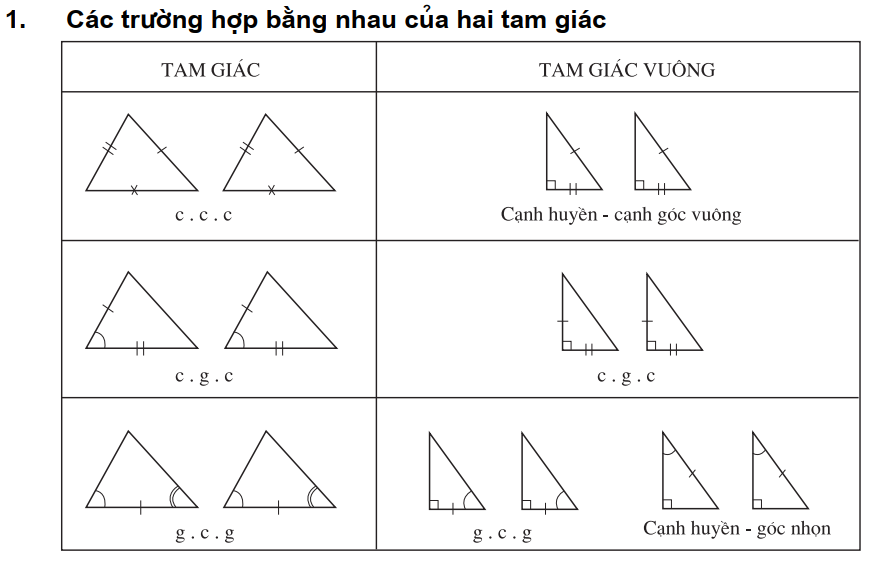 1. Các trường hợp bằng nhau của hai tam giác
TAM GIÁC
TAM GIÁC VUÔNG
c . c . c
Cạnh huyền - cạnh góc vuông
c . g . c
c . g . c
g . c . g
g . c . g
Cạnh huyền - góc nhọn